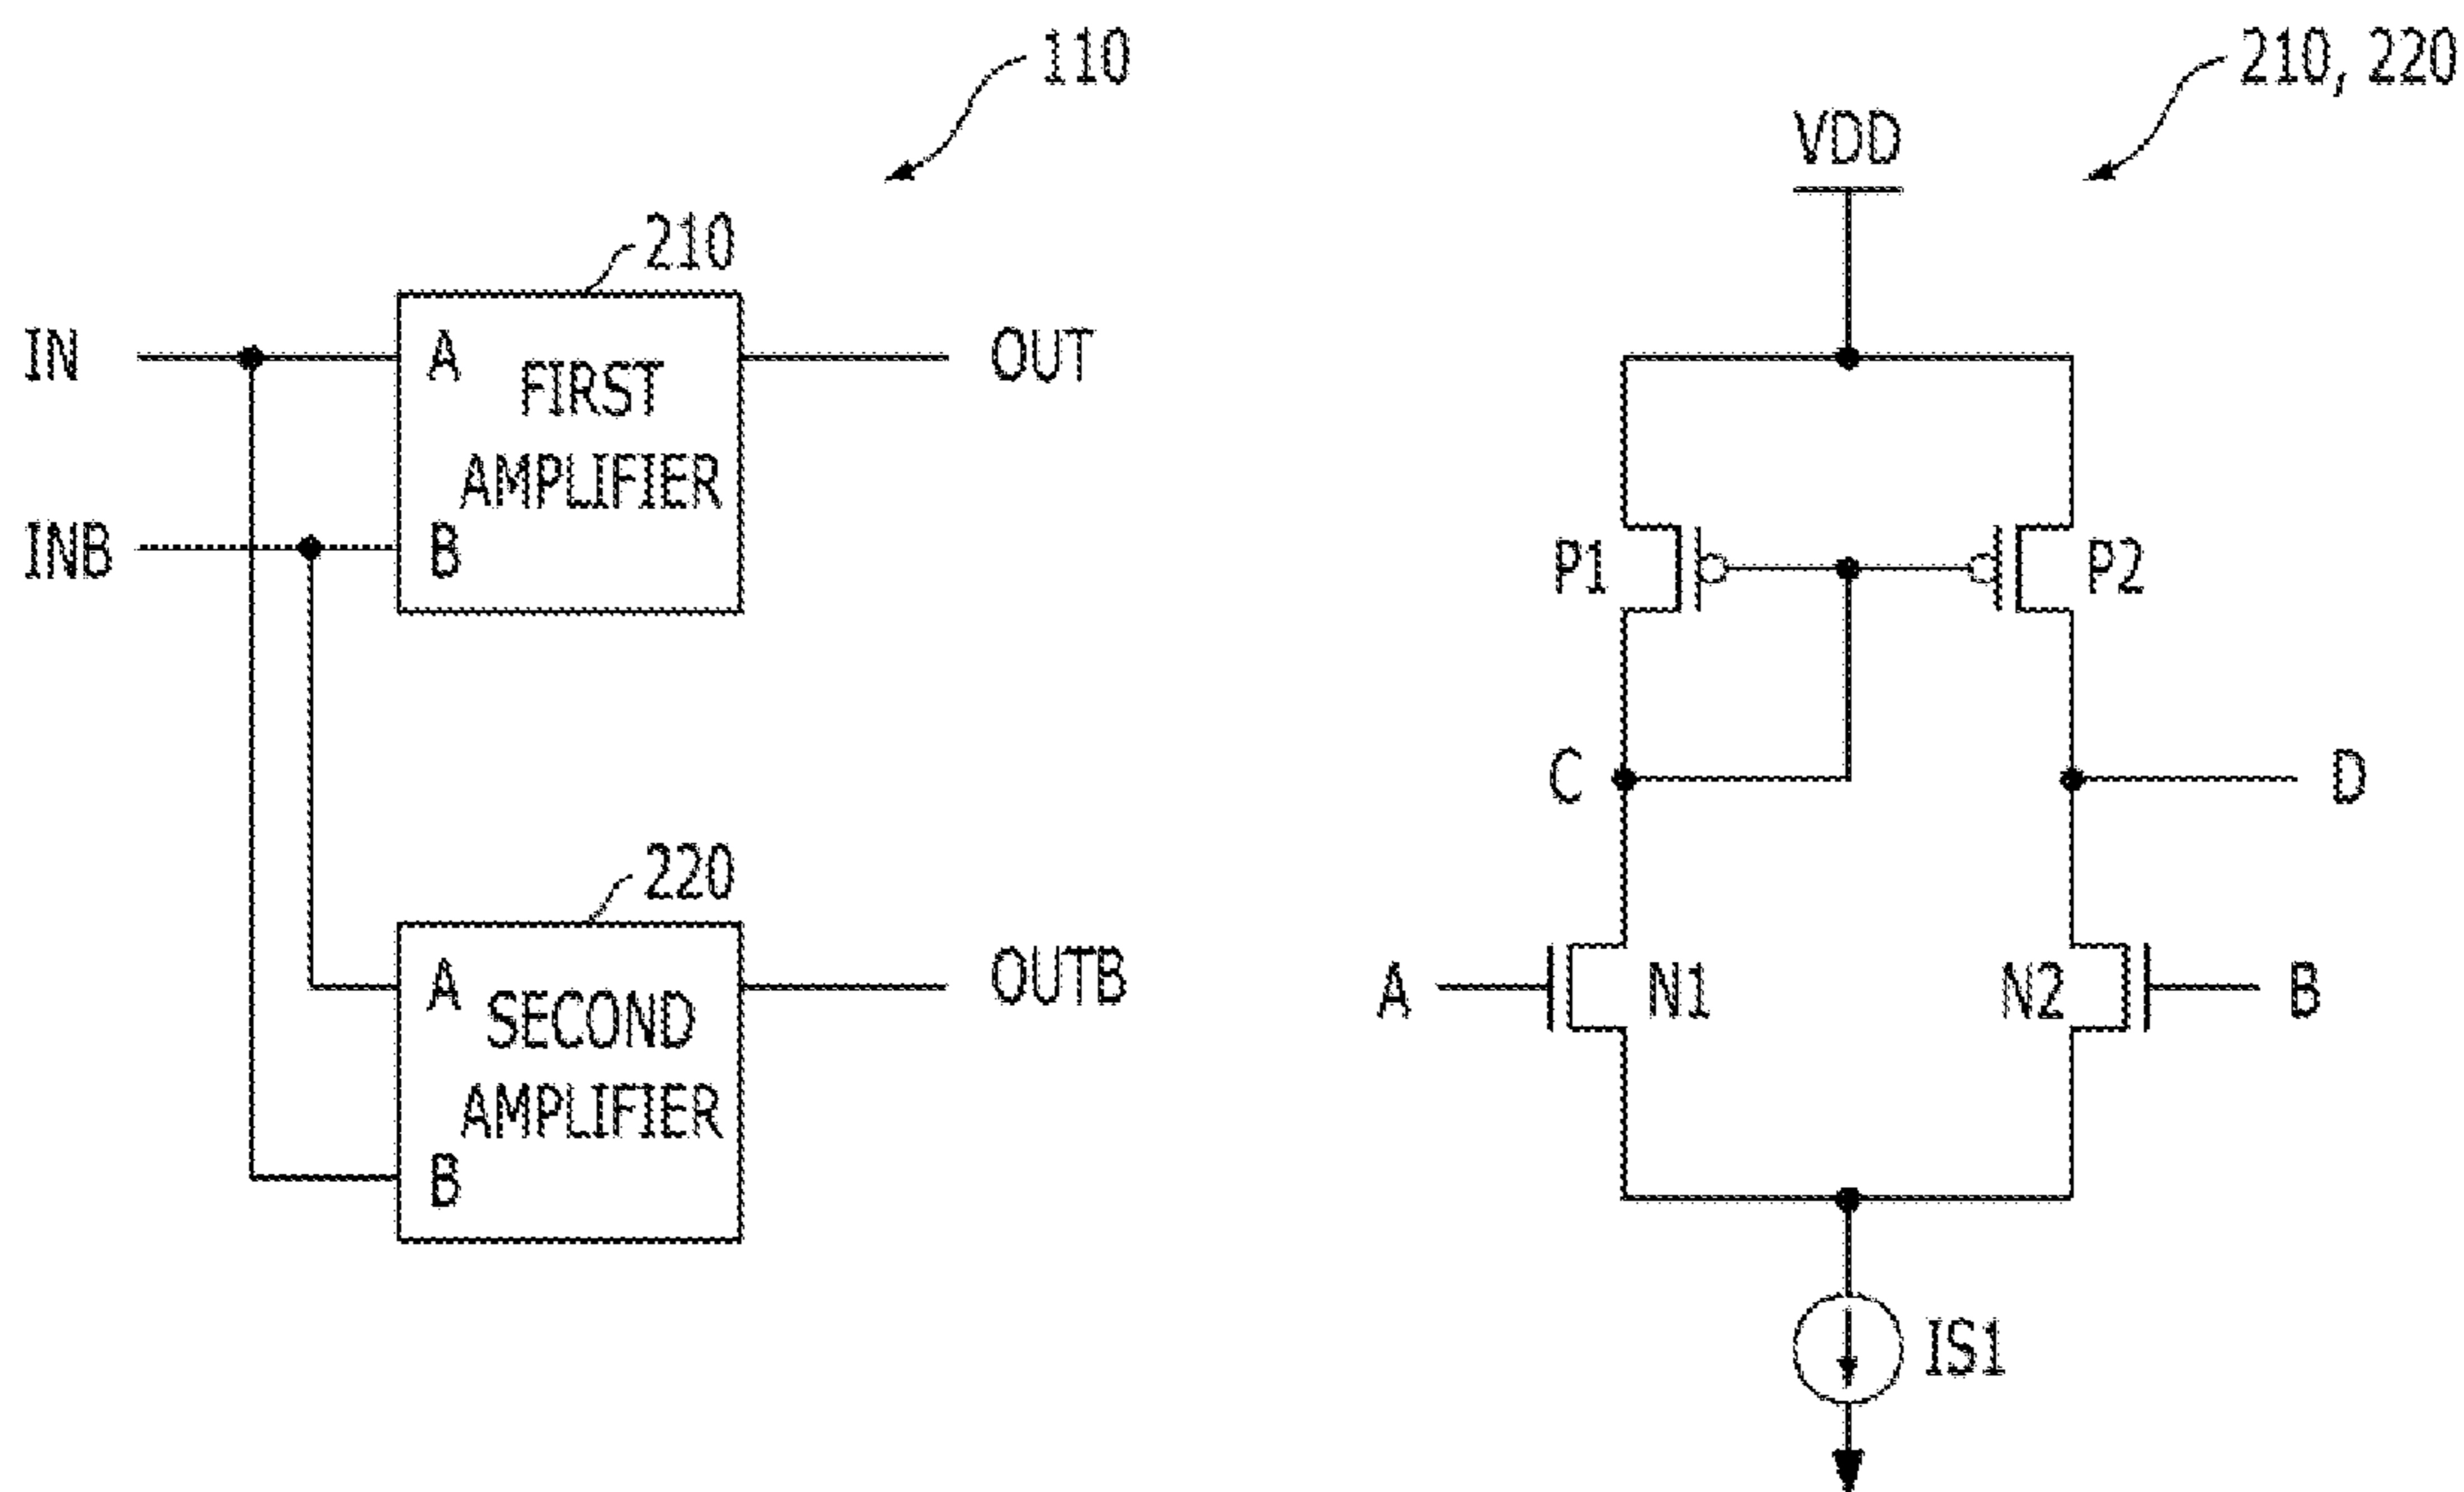 110
210
IN
A
FIRST
AMPLIFIER
OUT
INB
B
220
A
SECOND
AMPLIFIER
OUTB
B
210, 220
VDD
P1
P2
C
D
A
N1
N2
B
IS1